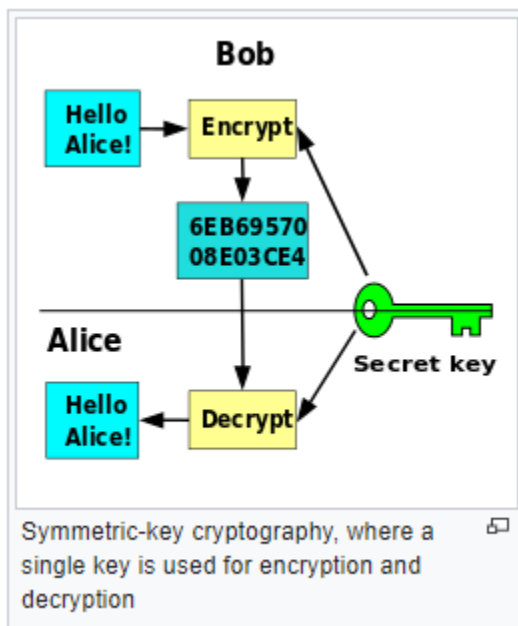 Bob
Hello
Alice!
Encrypt
6EB69570
08E03CE4
Alice
Secret key
Hello
Alice!
Decrypt
Symmetric-key cryptography, where a
single key is used for encryption and
decryption